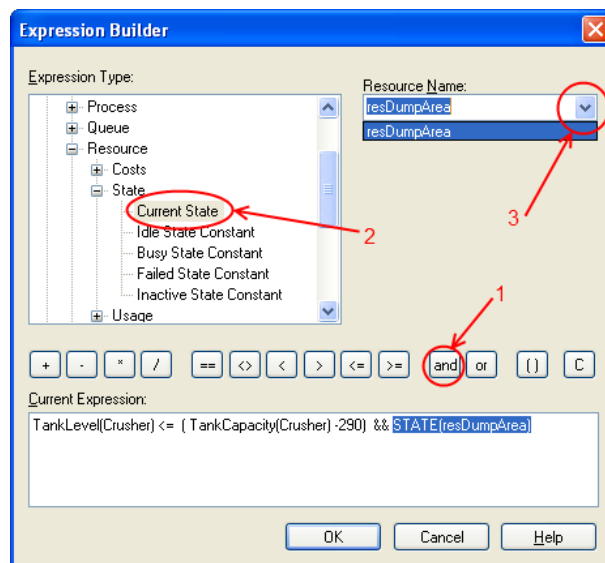 Expression Builder
Expression Type:
Resource Name:
Process
Queue
Resource
Costs
State
Current State
Idle State Constant
Busy State Constant
Failed State Constant
Inactive State Constant
Usage
resDumpArea
resDumpArea
3
2
1
+ - * / == <> < > <= >= and or () C
Current Expression:
TankLevel(Crusher) <= ( TankCapacity(Crusher) -290) && STATE(resDumpArea)
OK Cancel Help